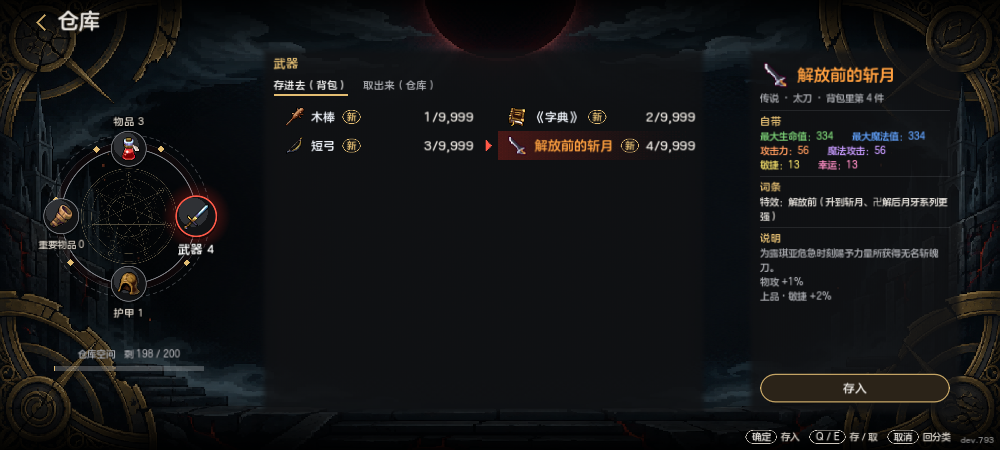 仓库
武器
存进去（背包） 取出来（仓库）
木棒 新 1/9,999
《字典》 新 2/9,999
短弓 新 3/9,999
解放前的斩月 新 4/9,999
物品 3
重要物品 0
武器 4
护甲 1
仓库空间 剩 198 / 200
解放前的斩月
传说 · 太刀 · 背包里第 4 件
自带
最大生命值：334 最大魔法值：334
攻击力：56 魔法攻击：56
敏捷：13 幸运：13
词条
特效：解放前（升到斩月、卍解后月牙系列更
强）
说明
为露琪亚危急时刻赐予力量所获得无名斩魄
刀。
物攻 +1%
上品 · 敏捷 +2%
存入
确定 存入 Q / E 存 / 取 取消 回分类
dev.793